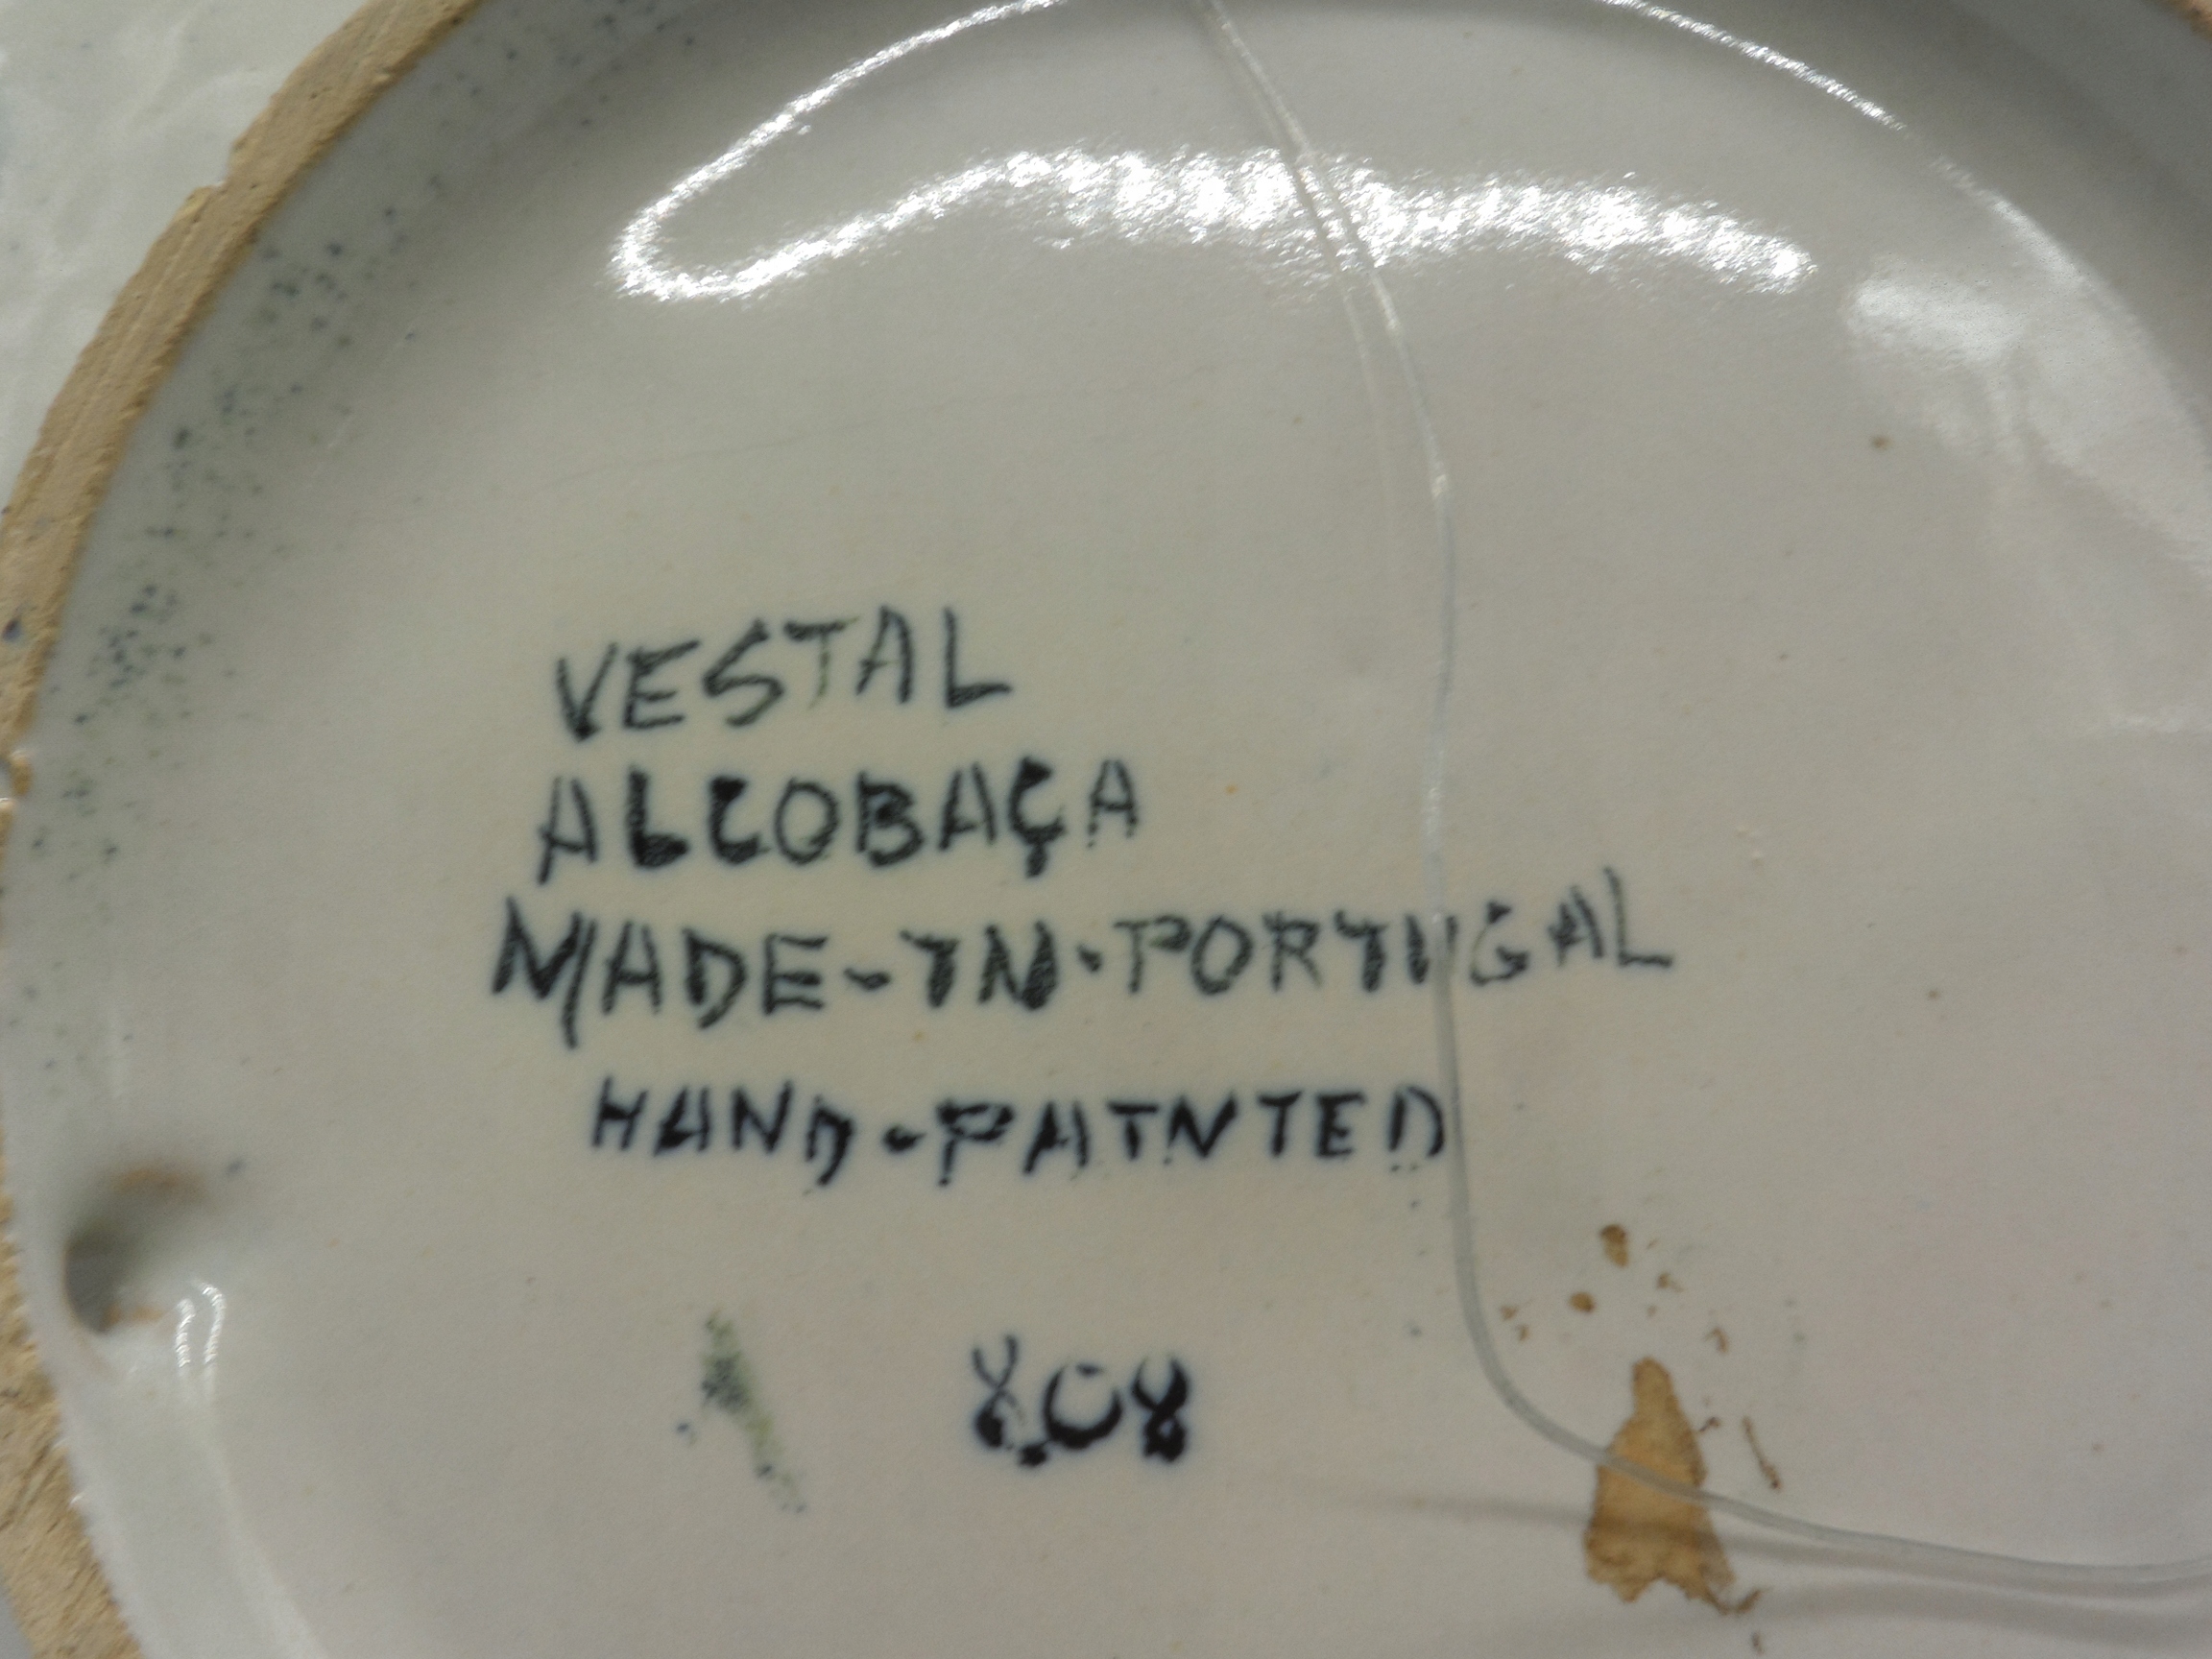 VESTAL
ALCOBAÇA
MADE-IN-PORTUGAL
HAND-PAINTED
808